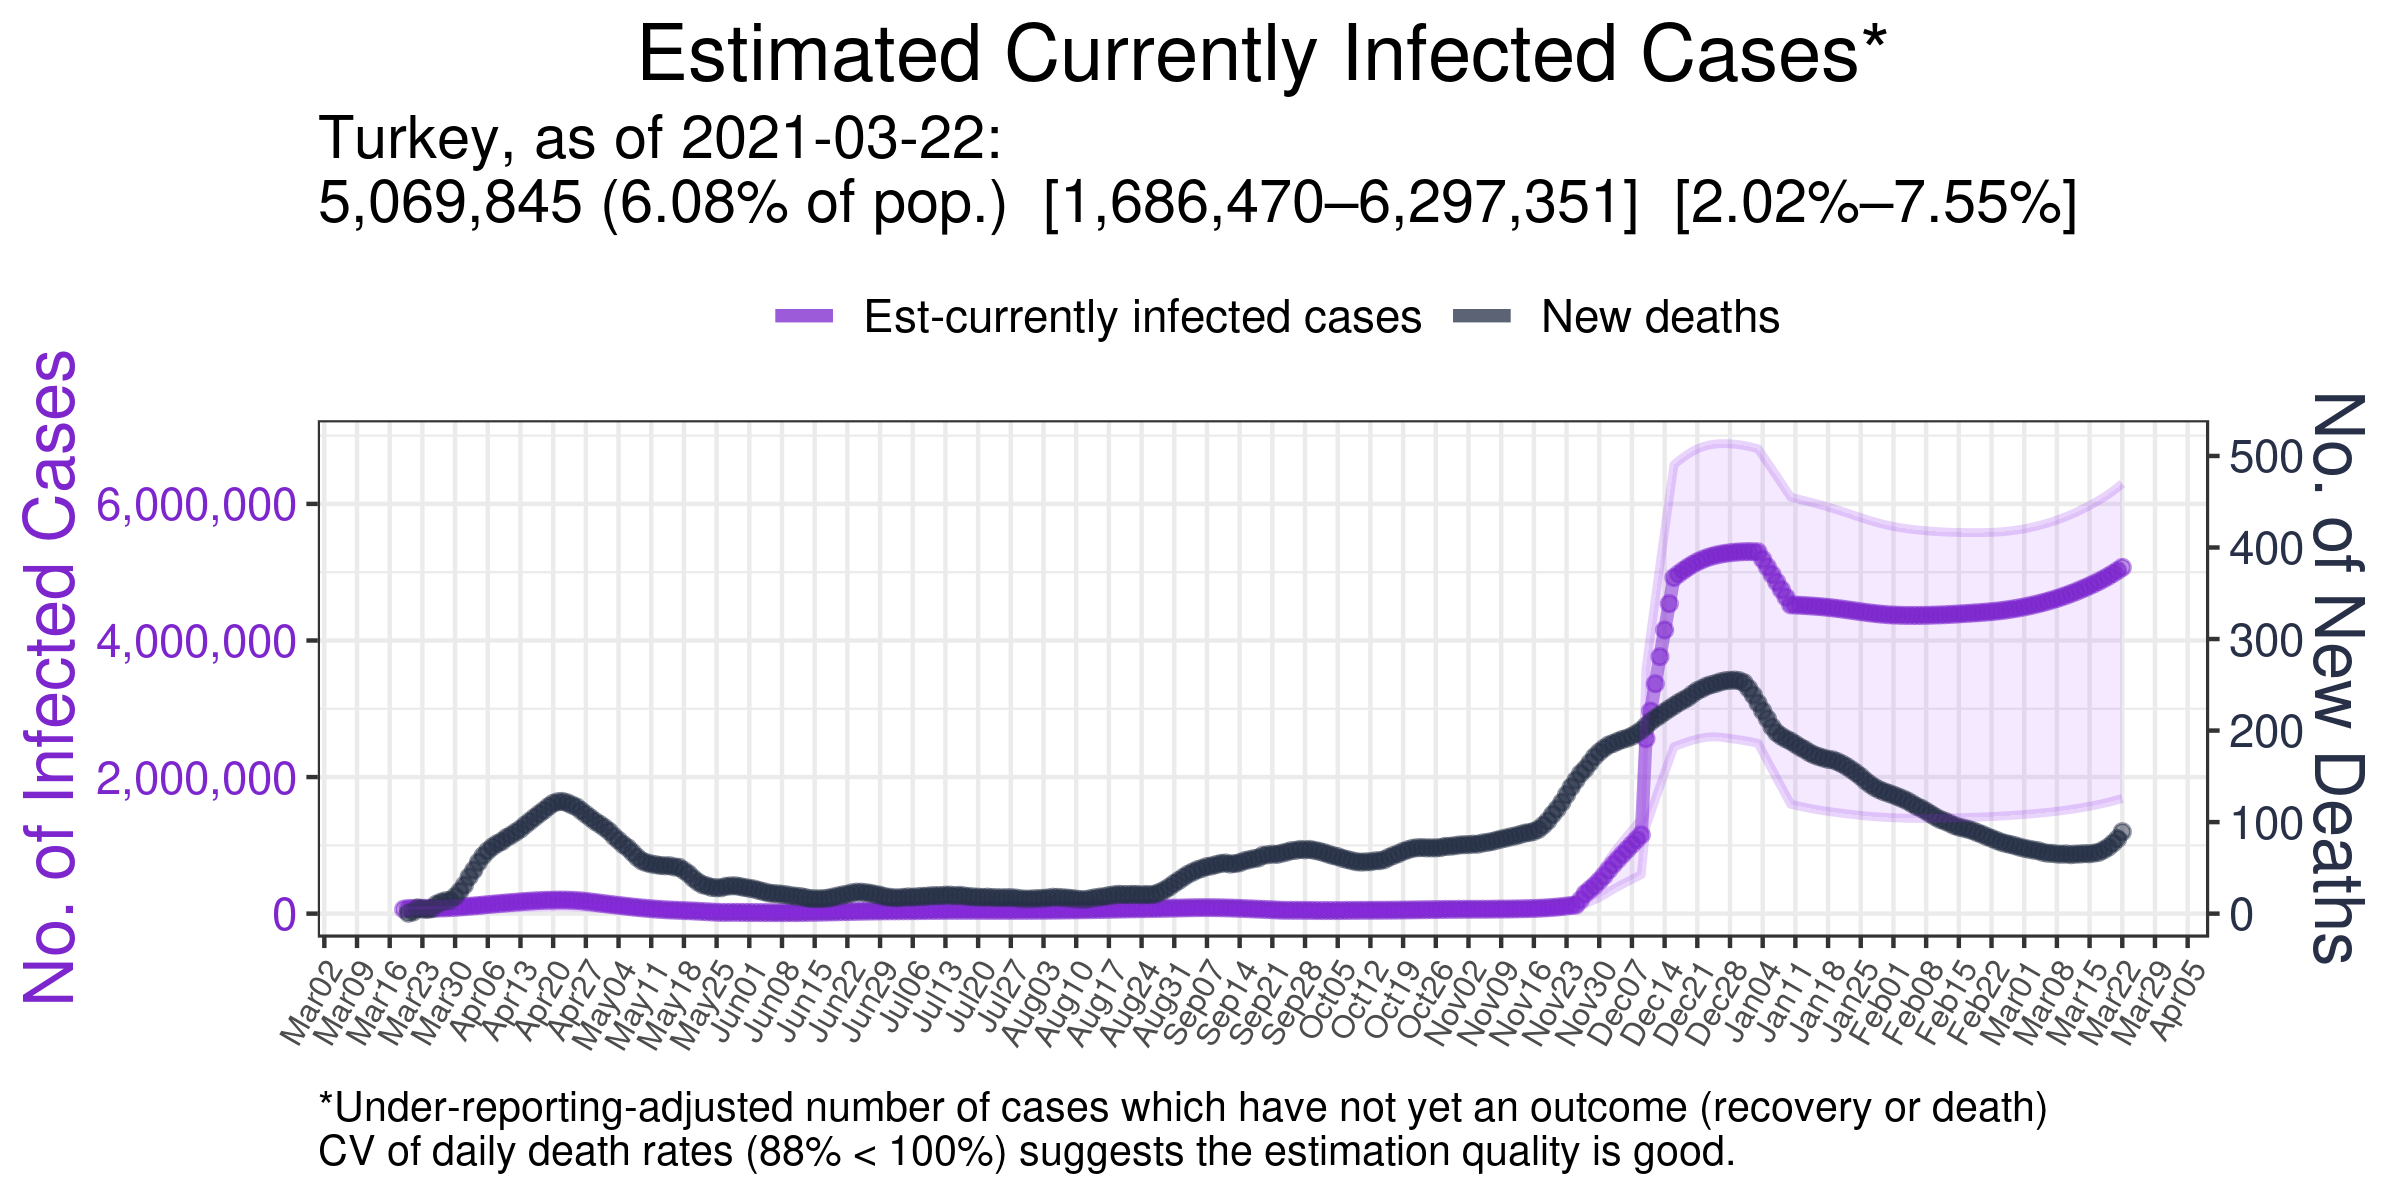 Estimated Currently Infected Cases*
Turkey, as of 2021-03-22:
5,069,845 (6.08% of pop.) [1,686,470–6,297,351] [2.02%–7.55%]
Est-currently infected cases New deaths
No. of Infected Cases
6,000,000
4,000,000
2,000,000
0
500
400
300
200
100
0
No. of New Deaths
Mar02 Mar09 Mar16 Mar23 Mar30 Apr06 Apr13 Apr20 Apr27 May04 May11 May18 May25 Jun01 Jun08 Jun15 Jun22 Jun29 Jul06 Jul13 Jul20 Jul27 Aug03 Aug10 Aug17 Aug24 Aug31 Sep07 Sep14 Sep21 Sep28 Oct05 Oct12 Oct19 Oct26 Nov02 Nov09 Nov16 Nov23 Nov30 Dec07 Dec14 Dec21 Dec28 Jan04 Jan11 Jan18 Jan25 Feb01 Feb08 Feb15 Feb22 Mar01 Mar08 Mar15 Mar22 Mar29 Apr05
*Under-reporting-adjusted number of cases which have not yet an outcome (recovery or death)
CV of daily death rates (88% < 100%) suggests the estimation quality is good.